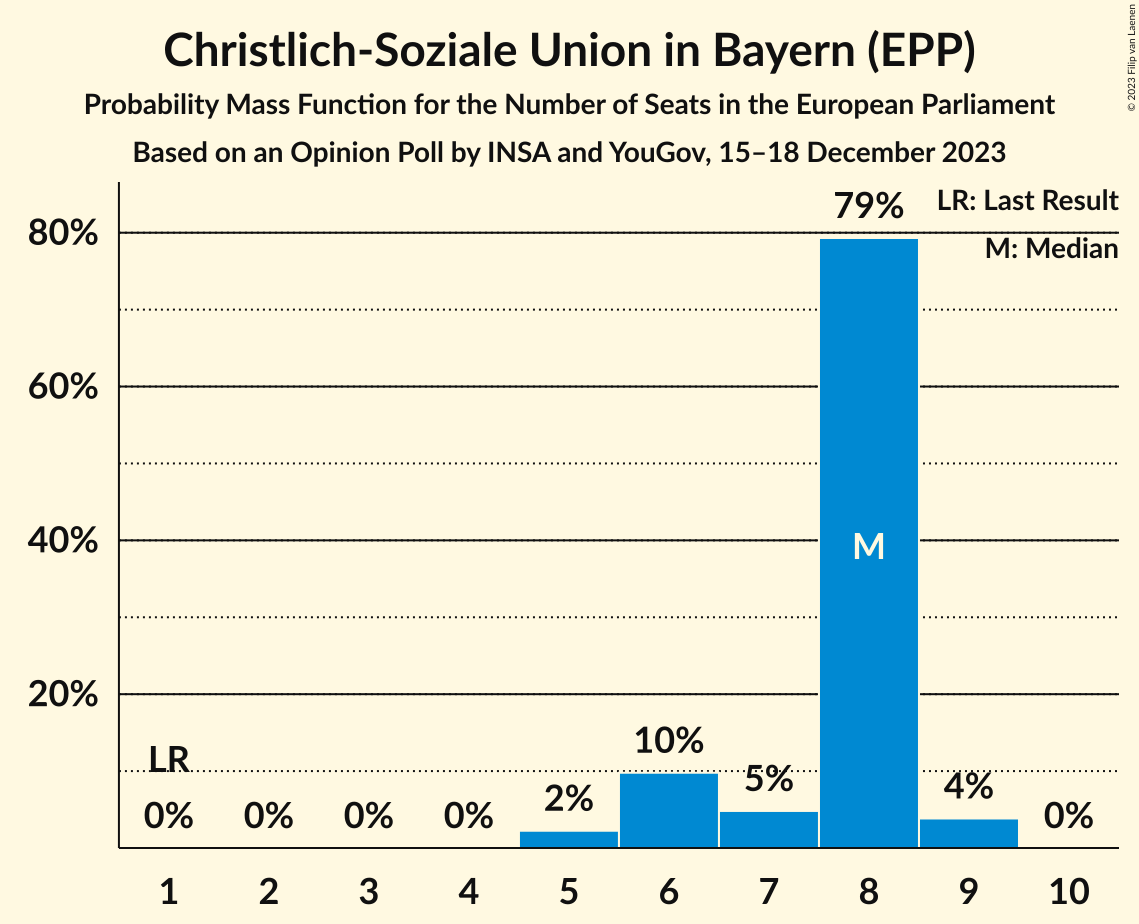 Christlich-Soziale Union in Bayern (EPP)
Probability Mass Function for the Number of Seats in the European Parliament
Based on an Opinion Poll by INSA and YouGov, 15–18 December 2023
© 2023 Filip van Laenen
LR: Last Result
M: Median
80%
60%
40%
20%
LR
0%
0%
0%
0%
2%
10%
5%
79%
M
4%
0%
1 2 3 4 5 6 7 8 9 10